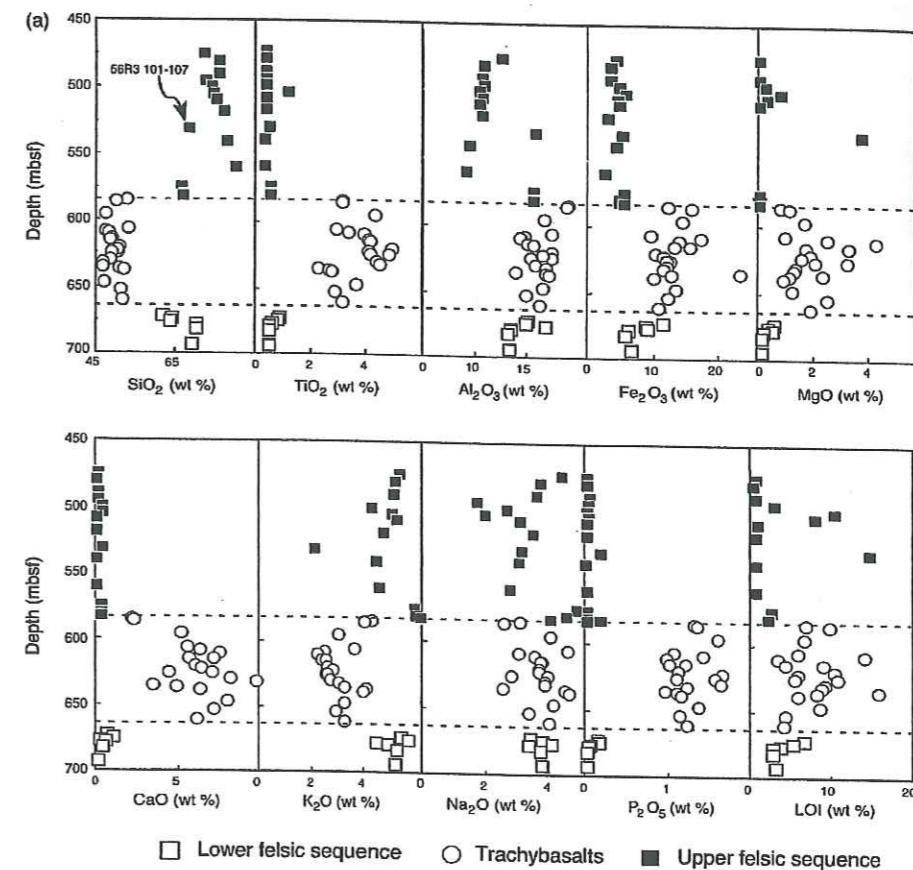 (a)
450
500
550
600
650
700
Depth (mbsf)
56R3 101-107
45 65
0 2 4
0 10 15
0 10 20
0 2 4 6
SiO2 (wt %)
TiO2 (wt %)
Al2O3 (wt %)
Fe2O3 (wt %)
MgO (wt %)
450
500
550
600
650
700
Depth (mbsf)
5 0
2 4 0
2 4 0
1 0
10 20
CaO (wt %)
K2O (wt %)
Na2O (wt %)
P2O5 (wt %)
LOI (wt %)
Lower felsic sequence
Trachybasalts
Upper felsic sequence